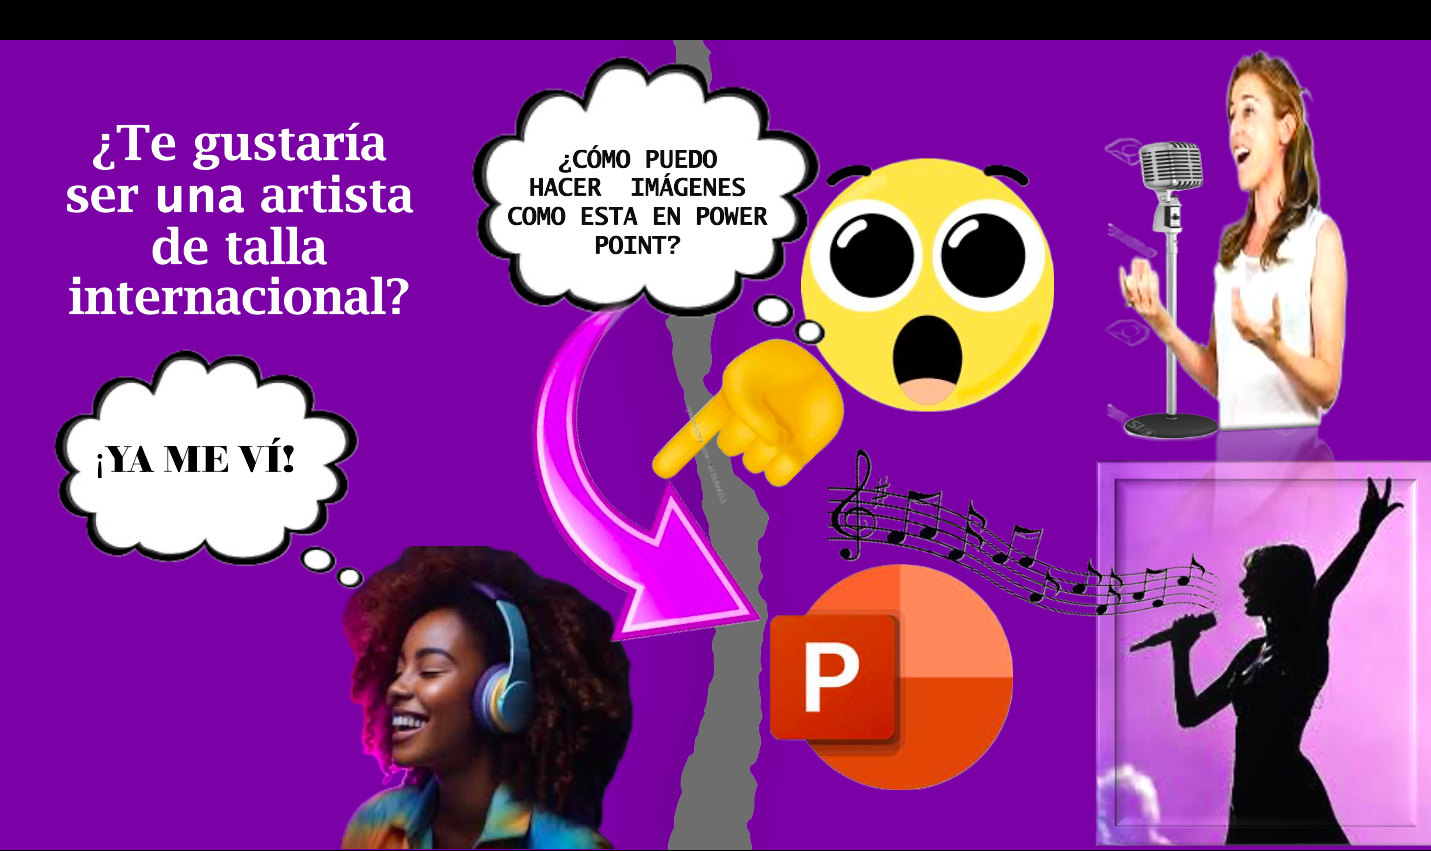 ¿Te gustaría
ser una artista
de talla
internacional?
¡YA ME VÍ!
¿CÓMO PUEDO
HACER IMÁGENES
COMO ESTA EN POWER
POINT?
P